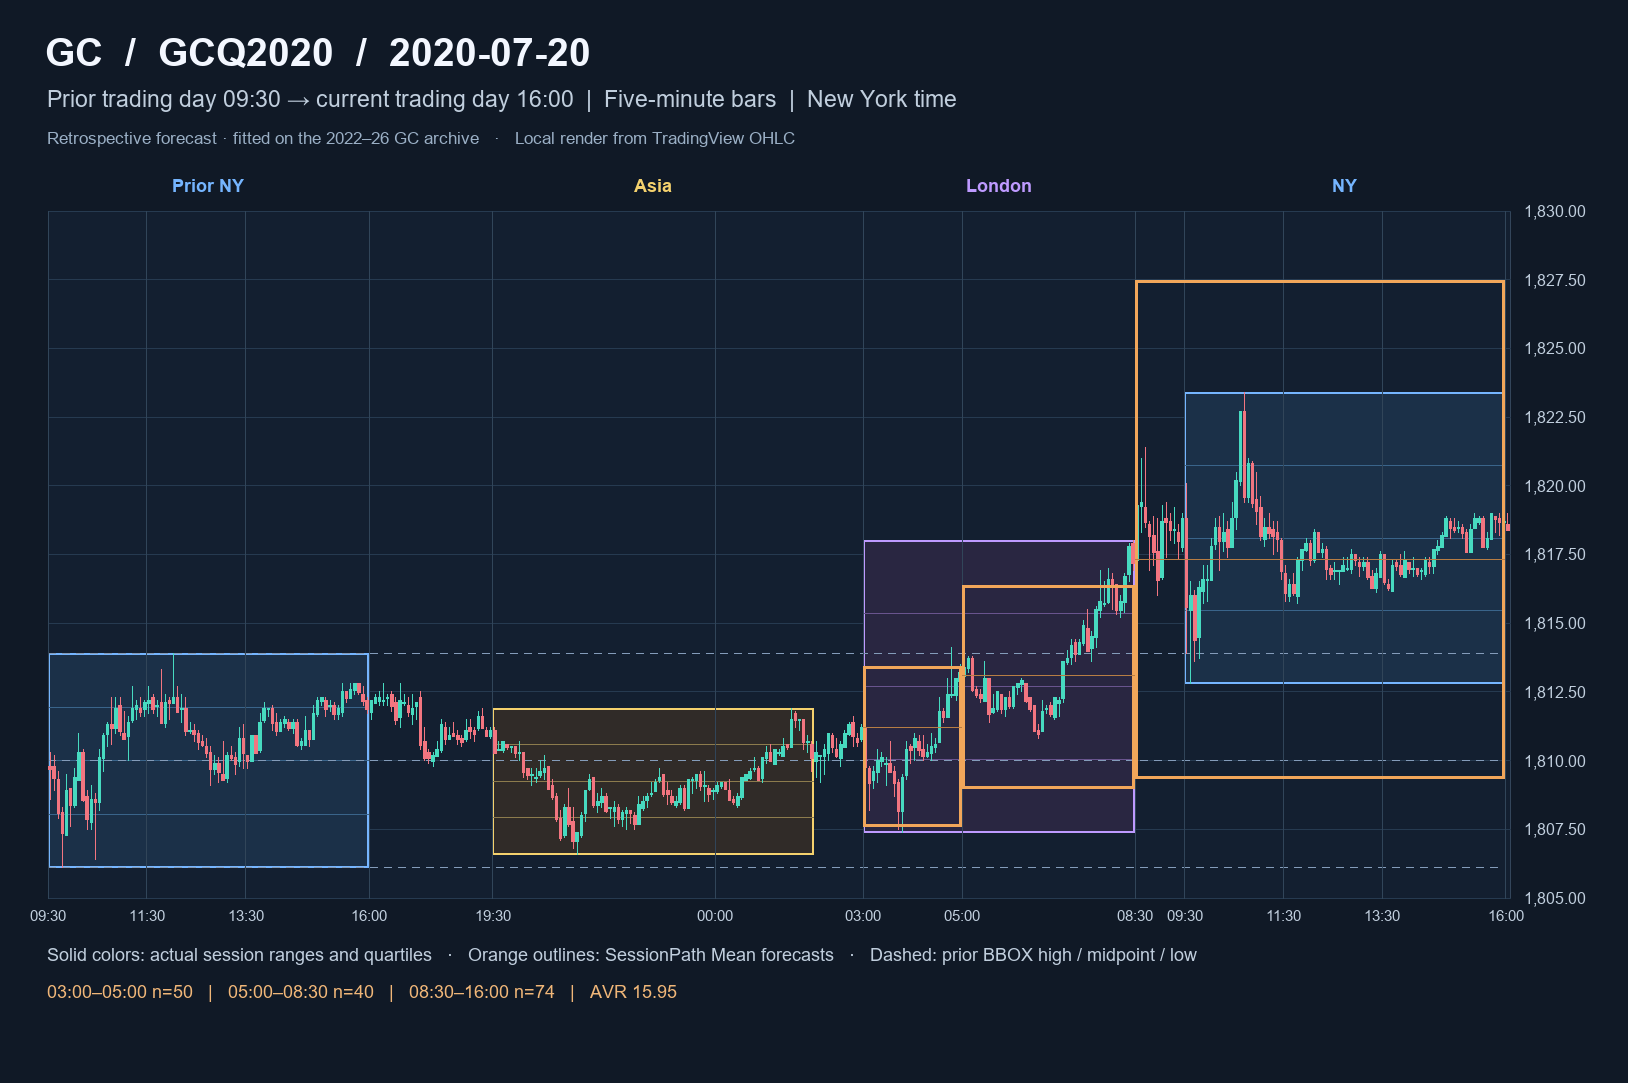 GC / GCQ2020 / 2020-07-20
Prior trading day 09:30 → current trading day 16:00 | Five-minute bars | New York time
Retrospective forecast · fitted on the 2022–26 GC archive · Local render from TradingView OHLC
Prior NY Asia London NY
1,830.00
1,827.50
1,825.00
1,822.50
1,820.00
1,817.50
1,815.00
1,812.50
1,810.00
1,807.50
1,805.00
09:30 11:30 13:30 16:00 19:30 00:00 03:00 05:00 08:30 09:30 11:30 13:30 16:00
Solid colors: actual session ranges and quartiles · Orange outlines: SessionPath Mean forecasts · Dashed: prior BBOX high / midpoint / low
03:00–05:00 n=50 | 05:00–08:30 n=40 | 08:30–16:00 n=74 | AVR 15.95